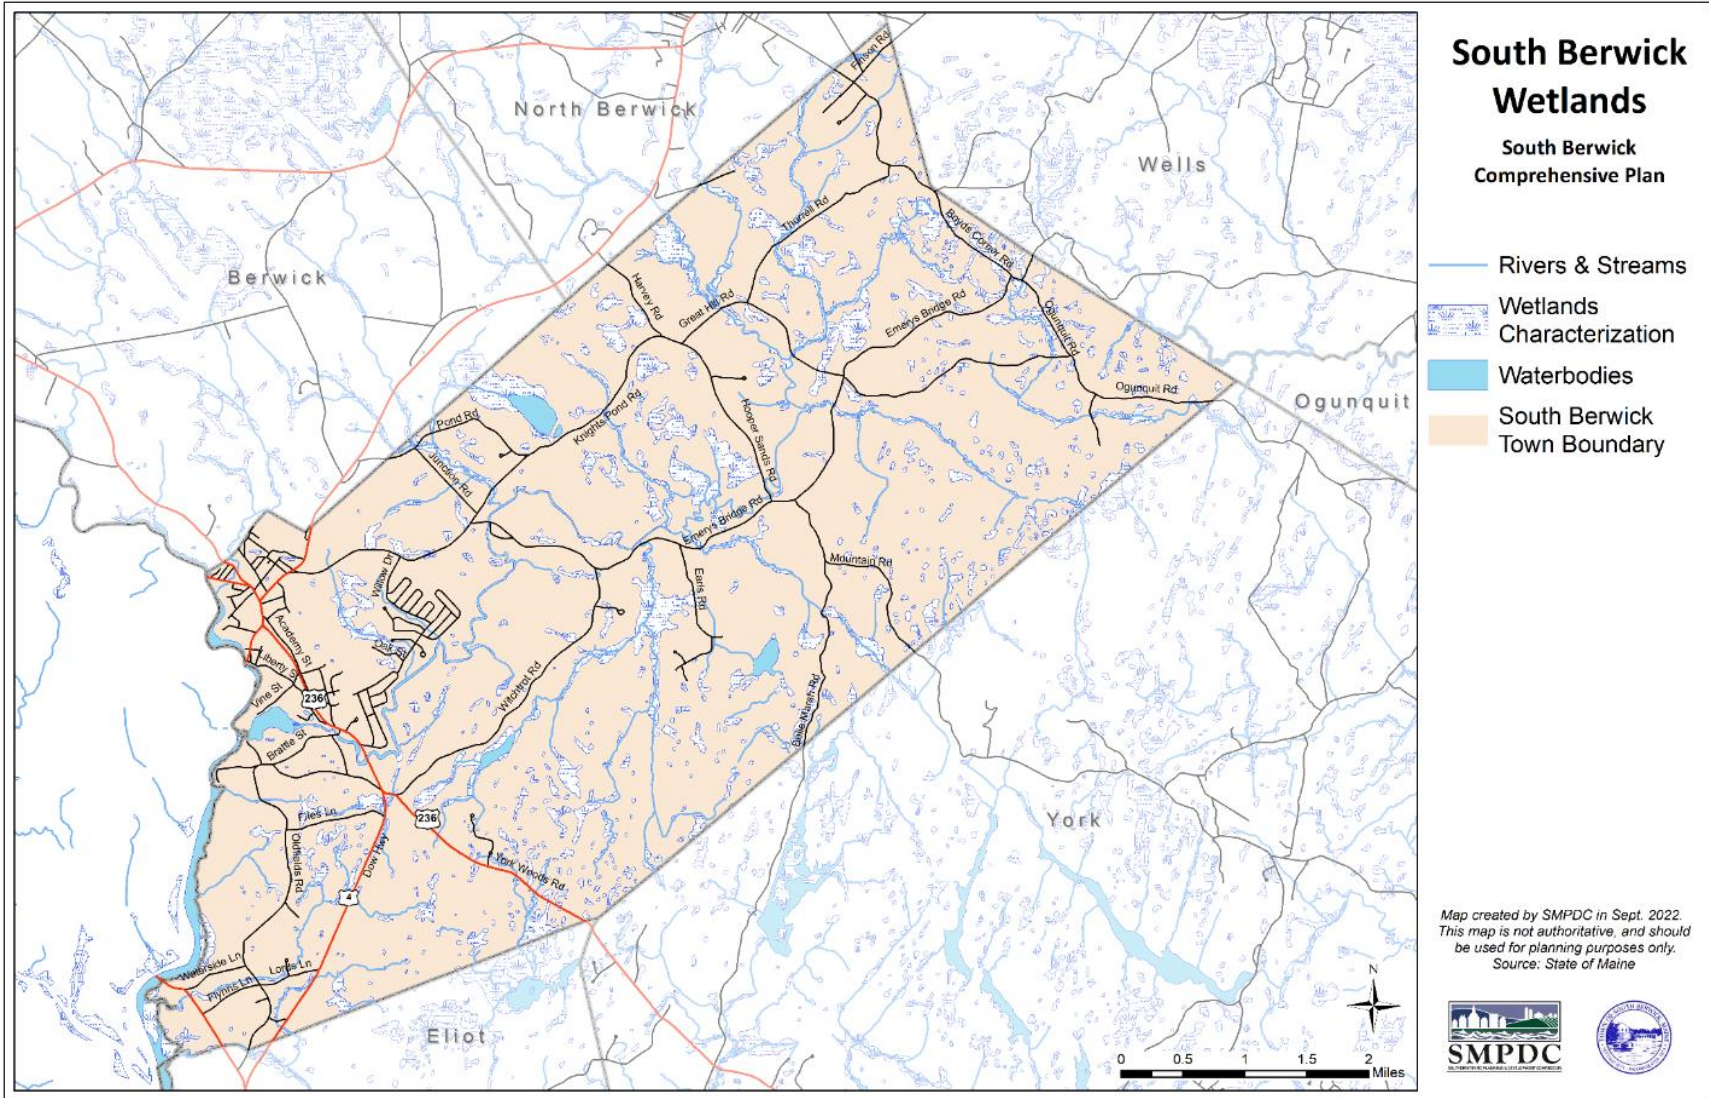 South Berwick
Wetlands
South Berwick
Comprehensive Plan
Rivers & Streams
Wetlands
Characterization
Waterbodies
South Berwick
Town Boundary
North Berwick
Wells
Berwick
Ogunquit
York
Eliot
Thurrell Rd
Boyds Corner Rd
Harvey Rd
Great Hill Rd
Emerys Bridge Rd
Ogunquit Rd
Ogunquit Rd
Pond Rd
Knights Pond Rd
Hooper Sands Rd
Junction Rd
Emerys Bridge Rd
Mountain Rd
Willow Dr
Earls Rd
Academy St
Oak St
Liberty St
Vine St
236
Witchtrot Rd
Brattle St
Files Ln
236
Oldfields Rd
Dow Hwy
York Woods Rd
4
Waterside Ln
Lords Ln
Flynns Ln
Map created by SMPDC in Sept. 2022.
This map is not authoritative, and should
be used for planning purposes only.
Source: State of Maine
N
0 0.5 1 1.5 2
Miles
SMPDC